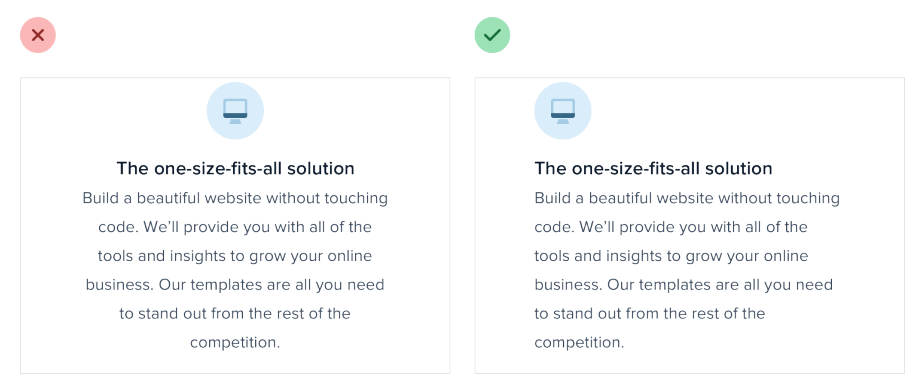 The one-size-fits-all solution
Build a beautiful website without touching
code. We'll provide you with all of the
tools and insights to grow your online
business. Our templates are all you need
to stand out from the rest of the
competition.
The one-size-fits-all solution
Build a beautiful website without touching
code. We'll provide you with all of the
tools and insights to grow your online
business. Our templates are all you need
to stand out from the rest of the
competition.